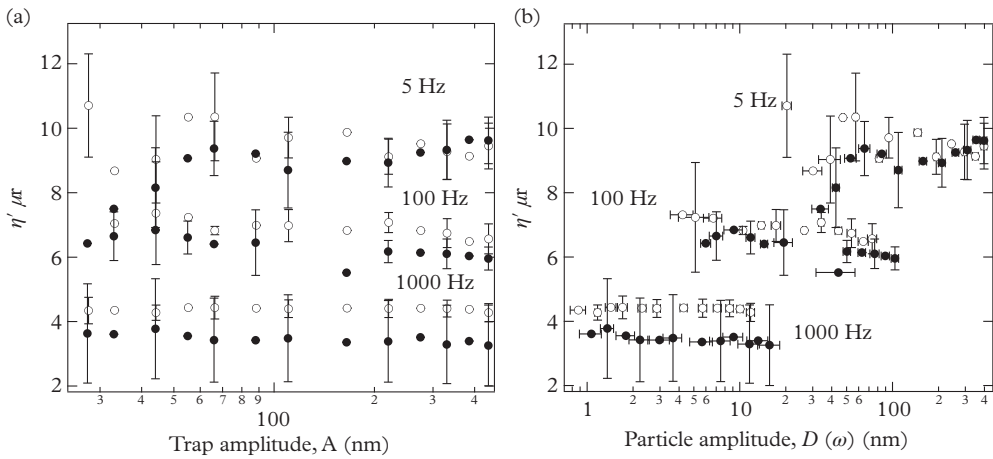 (a)
12
10
8
6
4
2
η′ μr
5 Hz
100 Hz
1000 Hz
3 4 5 6 7 8 9 2 3 4
100
Trap amplitude, A (nm)
(b)
12
10
8
6
4
2
η′ μr
5 Hz
100 Hz
1000 Hz
2 3 4 5 6 2 3 4 5 6 2 3 4
1 10 100
Particle amplitude, D (ω) (nm)